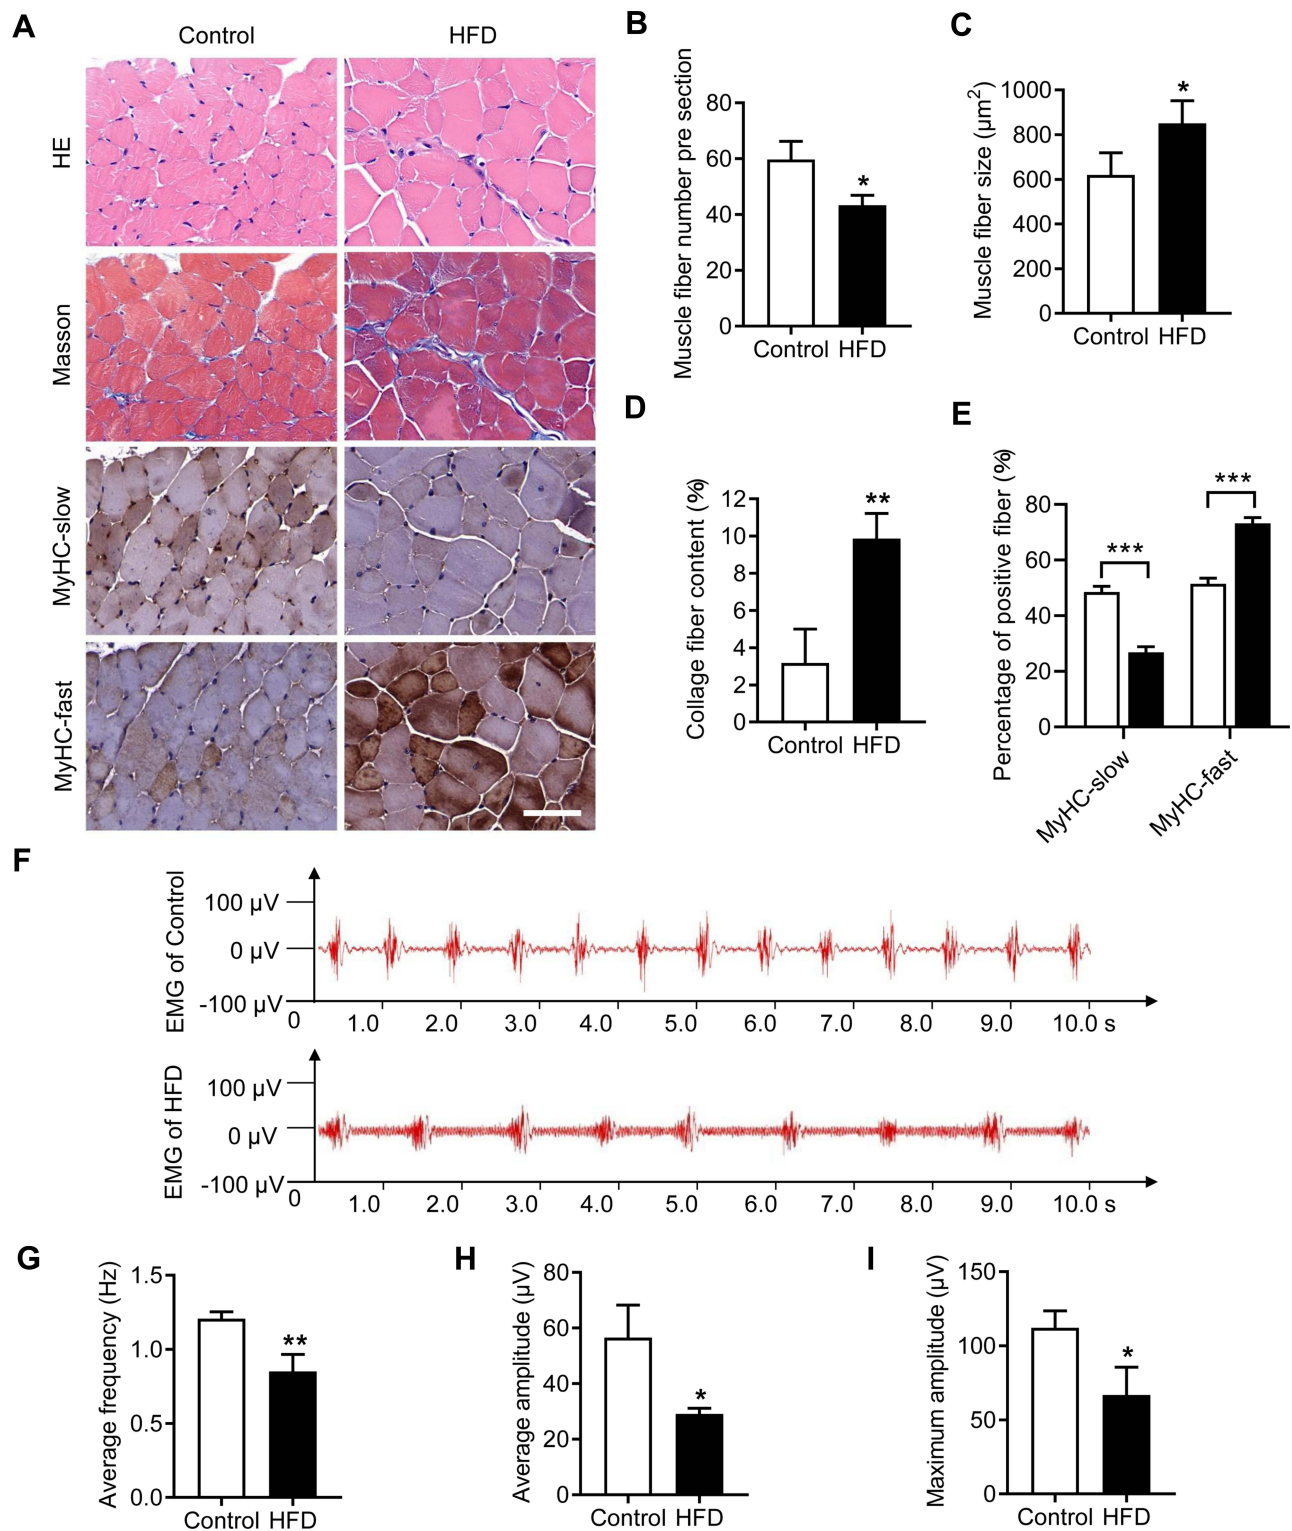 A
Control HFD
HE
Masson
MyHC-slow
MyHC-fast
B
Muscle fiber number pre section
80
60
40
20
0
*
Control HFD
C
Muscle fiber size (µm²)
1000
800
600
400
200
0
*
Control HFD
D
Collage fiber content (%)
12
10
8
6
4
2
0
**
Control HFD
E
Percentage of positive fiber (%)
80
60
40
20
0
***
***
MyHC-slow
MyHC-fast
F
EMG of Control
100 µV
0 µV
-100 µV
0 1.0 2.0 3.0 4.0 5.0 6.0 7.0 8.0 9.0 10.0 s
EMG of HFD
100 µV
0 µV
-100 µV
0 1.0 2.0 3.0 4.0 5.0 6.0 7.0 8.0 9.0 10.0 s
G
Average frequency (Hz)
1.5
1.0
0.5
0.0
**
Control HFD
H
Average amplitude (µV)
80
60
40
20
0
*
Control HFD
I
Maximum amplitude (µV)
150
100
50
0
*
Control HFD